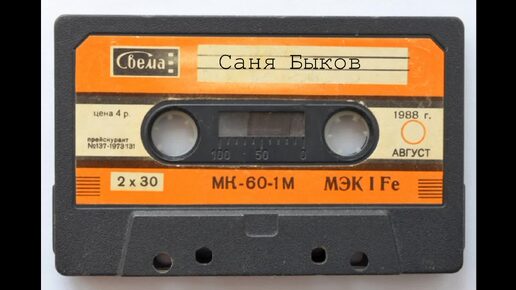 Свема
Саня Быков
цена 4 р.
прейскурант
№137-1973 131
1988 г.
АВГУСТ
100 50 0
2 x 30
МК-60-1М
МЭК I Fe